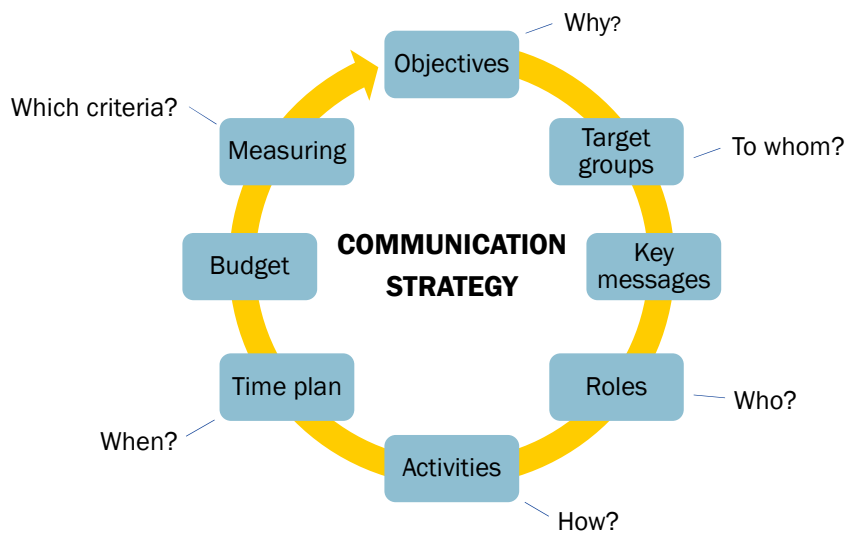 Why?
Objectives
Which criteria?
Target
groups
To whom?
Measuring
COMMUNICATION
STRATEGY
Budget
Key
messages
Time plan
Roles
Who?
When?
Activities
How?